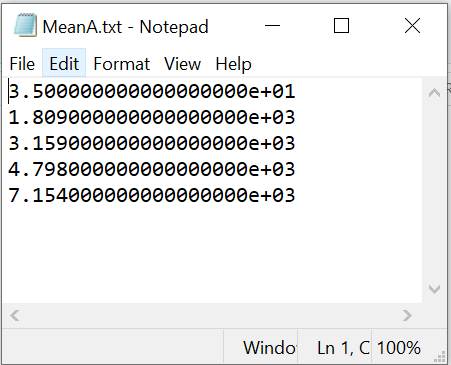 MeanA.txt - Notepad
File Edit Format View Help
3.500000000000000000e+01
1.809000000000000000e+03
3.159000000000000000e+03
4.798000000000000000e+03
7.154000000000000000e+03
Windo Ln 1, C 100%